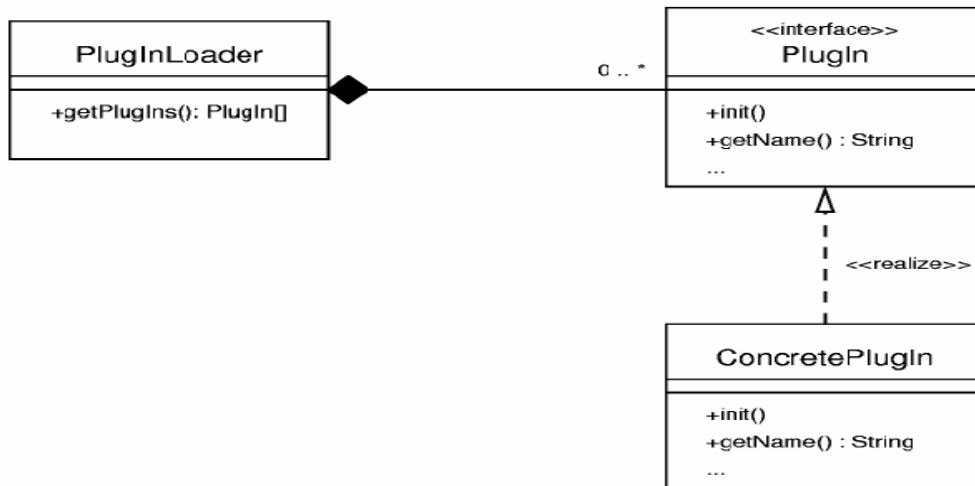 PlugInLoader
+getPlugIns(): PlugIn[]
0 .. *
<<interface>>
PlugIn
+init()
+getName() : String
...
<<realize>>
ConcretePlugIn
+init()
+getName() : String
...